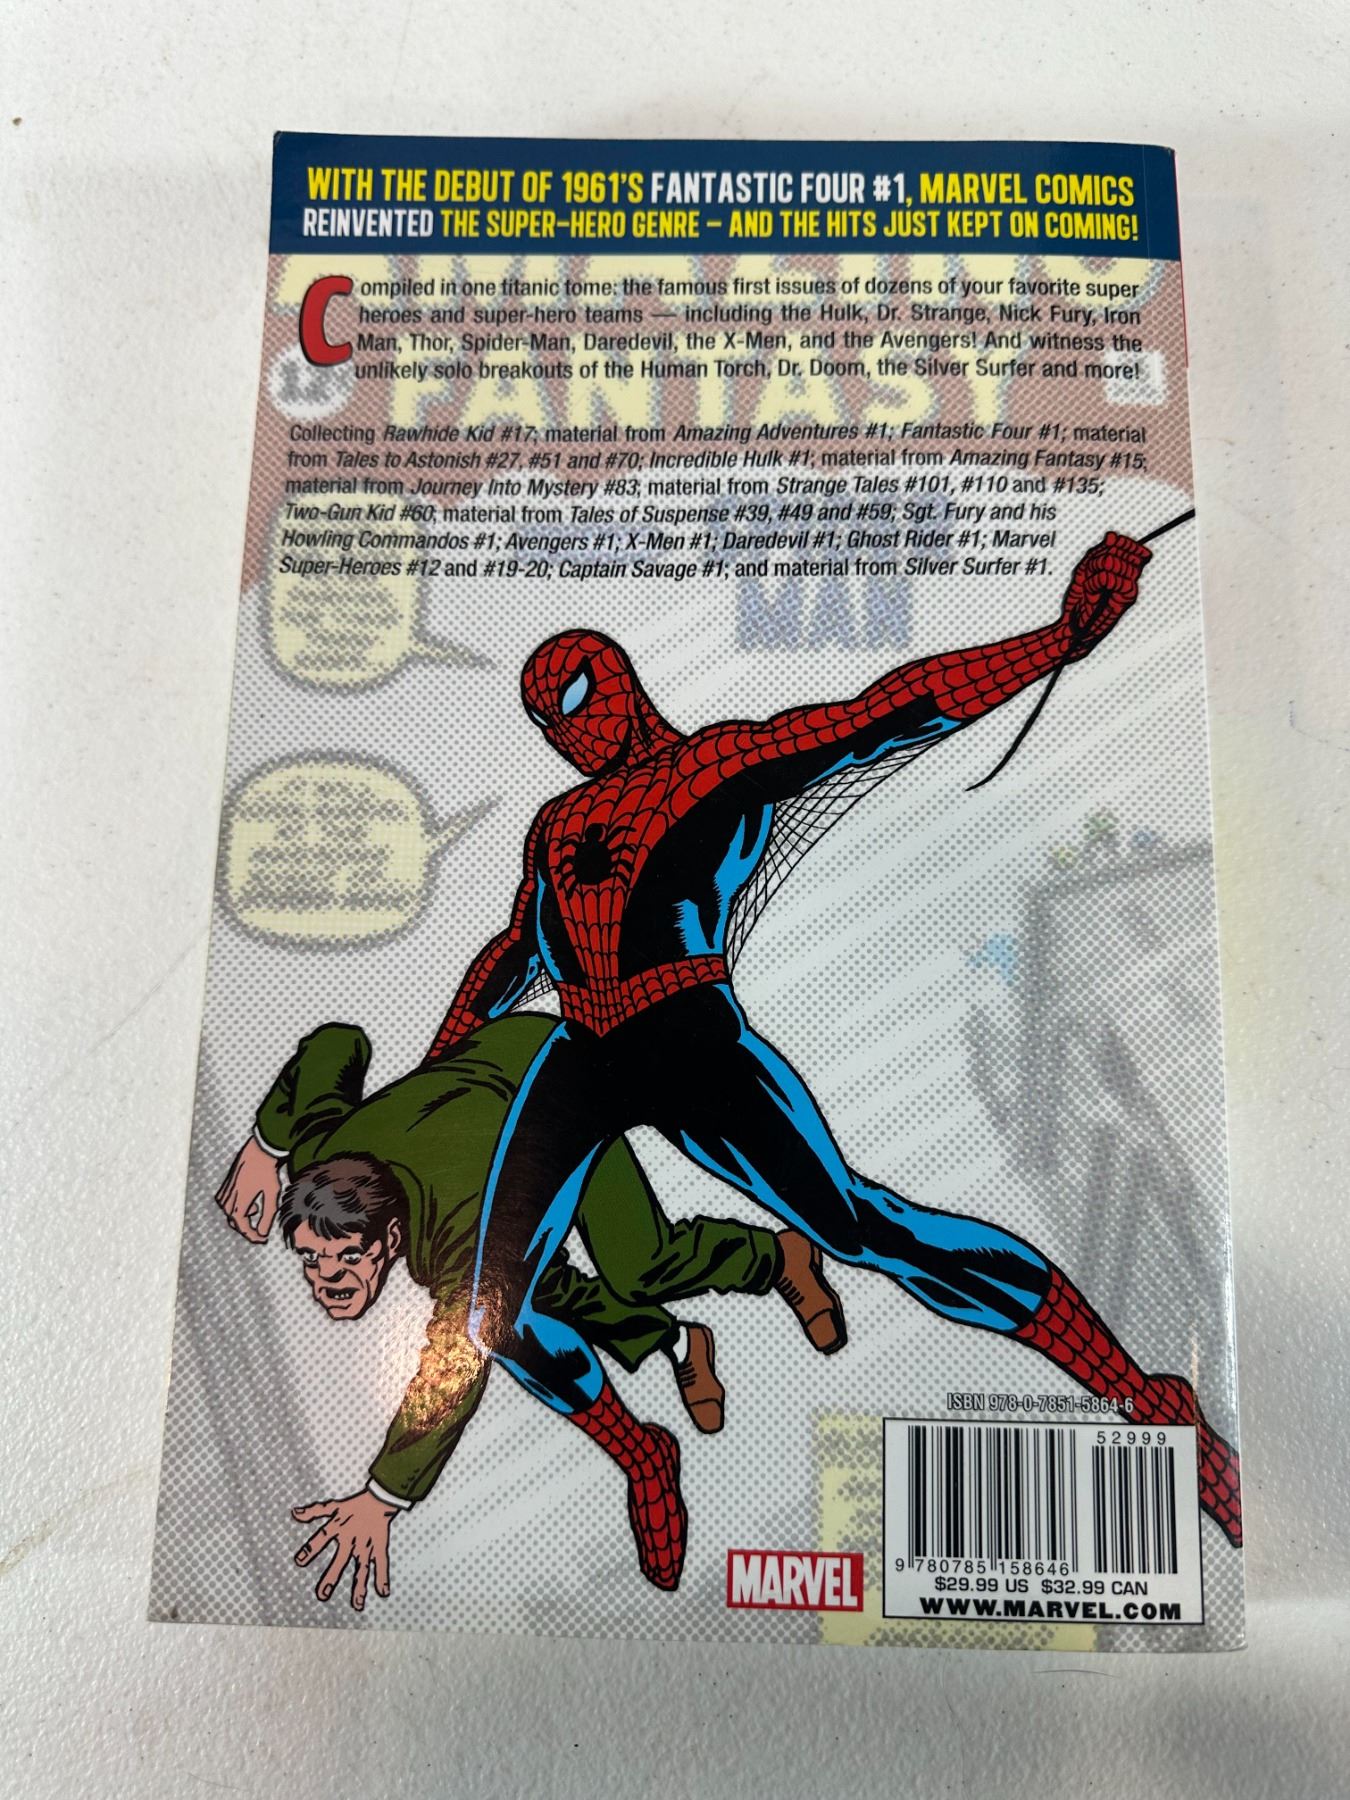 WITH THE DEBUT OF 1961'S FANTASTIC FOUR #1, MARVEL COMICS
REINVENTED THE SUPER-HERO GENRE – AND THE HITS JUST KEPT ON COMING!
Compiled in one titanic tome: the famous first issues of dozens of your favorite super
heroes and super-hero teams — including the Hulk, Dr. Strange, Nick Fury, Iron
Man, Thor, Spider-Man, Daredevil, the X-Men, and the Avengers! And witness the
unlikely solo breakouts of the Human Torch, Dr. Doom, the Silver Surfer and more!
FANTASY
Collecting Rawhide Kid #17; material from Amazing Adventures #1; Fantastic Four #1; material
from Tales to Astonish #27, #51 and #70; Incredible Hulk #1; material from Amazing Fantasy #15;
material from Journey Into Mystery #83; material from Strange Tales #101, #110 and #135;
Two-Gun Kid #60; material from Tales of Suspense #39, #49 and #59; Sgt. Fury and his
Howling Commandos #1; Avengers #1; X-Men #1; Daredevil #1; Ghost Rider #1; Marvel
Super-Heroes #12 and #19-20; Captain Savage #1; and material from Silver Surfer #1.
MAN
ISBN 978-0-7851-5864-6
52999
9 780785 158646
$29.99 US $32.99 CAN
WWW.MARVEL.COM
MARVEL